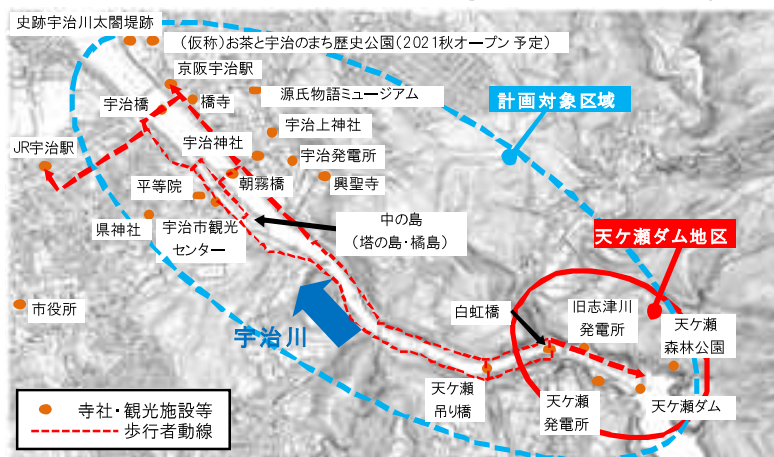 史跡宇治川太閤堤跡
(仮称)お茶と宇治のまち歴史公園(2021秋オープン予定)
京阪宇治駅
源氏物語ミュージアム
宇治橋
橋寺
計画対象区域
宇治上神社
宇治神社
JR宇治駅
宇治発電所
平等院
朝霧橋
興聖寺
県神社
宇治市観光
センター
中の島
(塔の島・橘島)
天ケ瀬ダム地区
市役所
宇治川
白虹橋
旧志津川
発電所
天ケ瀬
森林公園
天ケ瀬
吊り橋
天ケ瀬
発電所
天ケ瀬ダム
寺社・観光施設等
歩行者動線